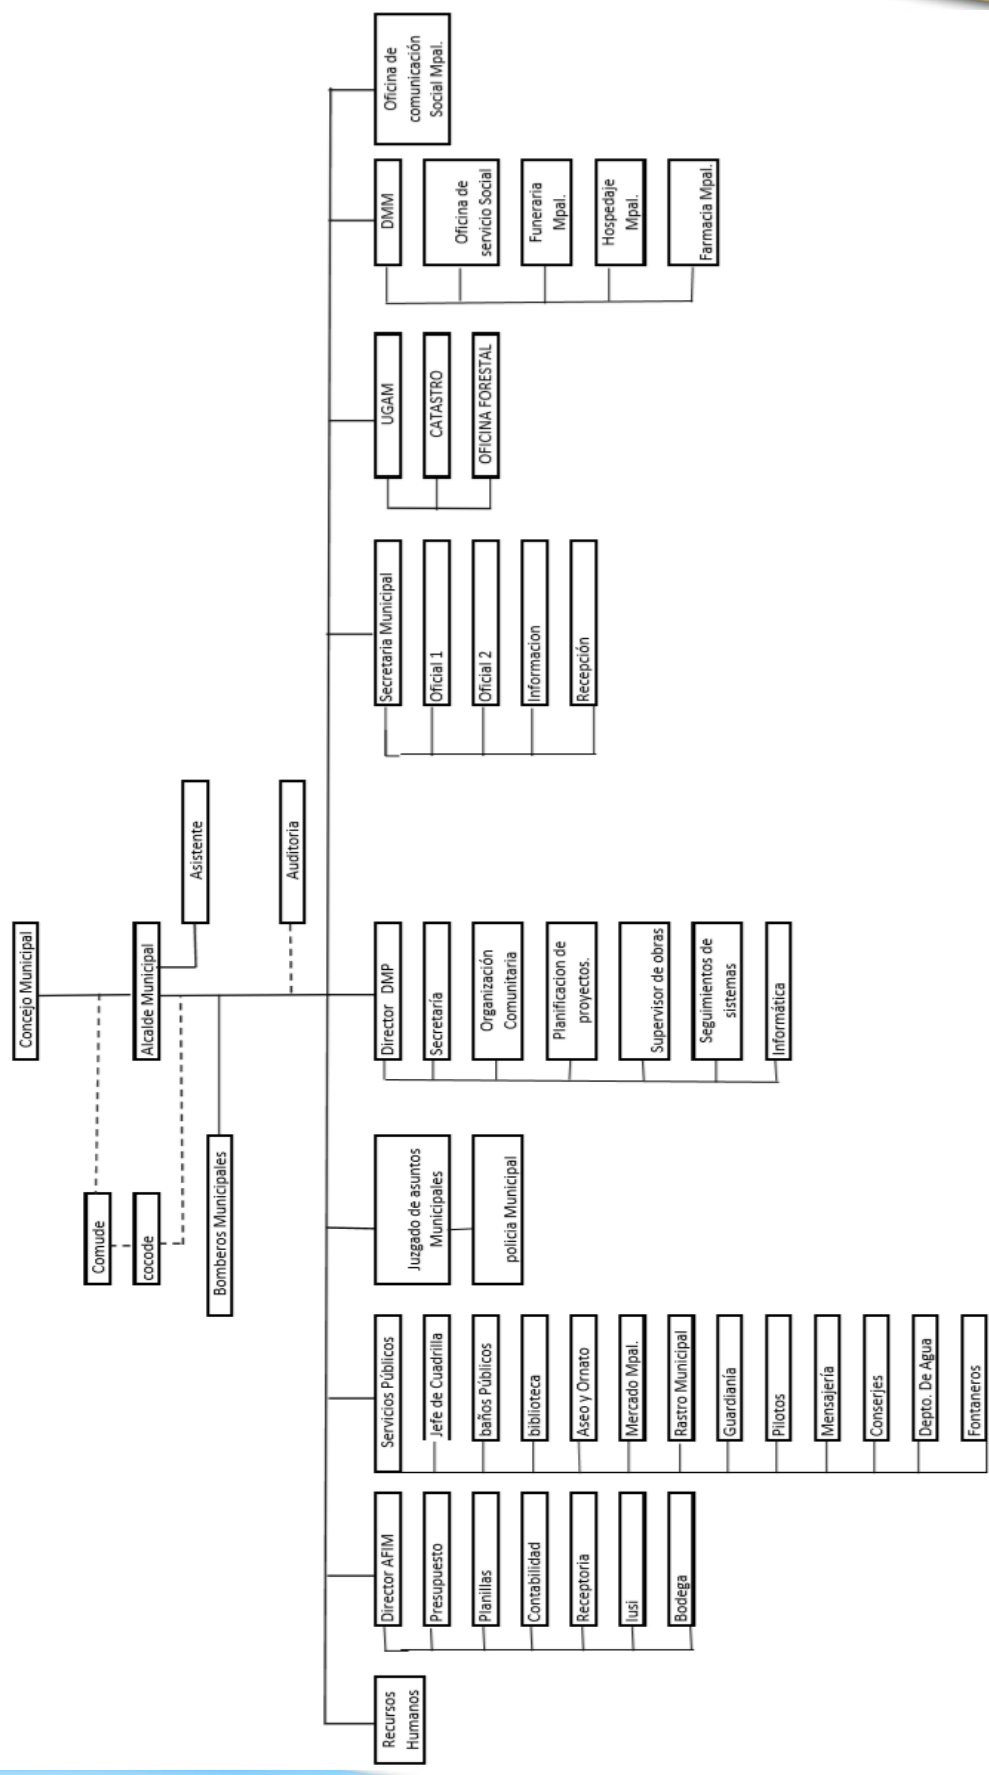 Concejo Municipal
Comude
Alcalde Municipal
cocode
Asistente
Bomberos Municipales
Auditoria
Recursos
Humanos
Director AFIM
Presupuesto
Planillas
Contabilidad
Receptoria
Iusi
Bodega
Servicios Públicos
Jefe de Cuadrilla
baños Públicos
biblioteca
Aseo y Ornato
Mercado Mpal.
Rastro Municipal
Guardianía
Pilotos
Mensajería
Conserjes
Depto. De Agua
Fontaneros
Juzgado de asuntos
Municipales
policia Municipal
Director DMP
Secretaría
Organización
Comunitaria
Planificacion de
proyectos.
Supervisor de obras
Seguimientos de
sistemas
Informática
Secretaria Municipal
Oficial 1
Oficial 2
Informacion
Recepción
UGAM
CATASTRO
OFICINA FORESTAL
DMM
Oficina de
servicio Social
Funeraria
Mpal.
Hospedaje
Mpal.
Farmacia Mpal.
Oficina de
comunicación
Social Mpal.